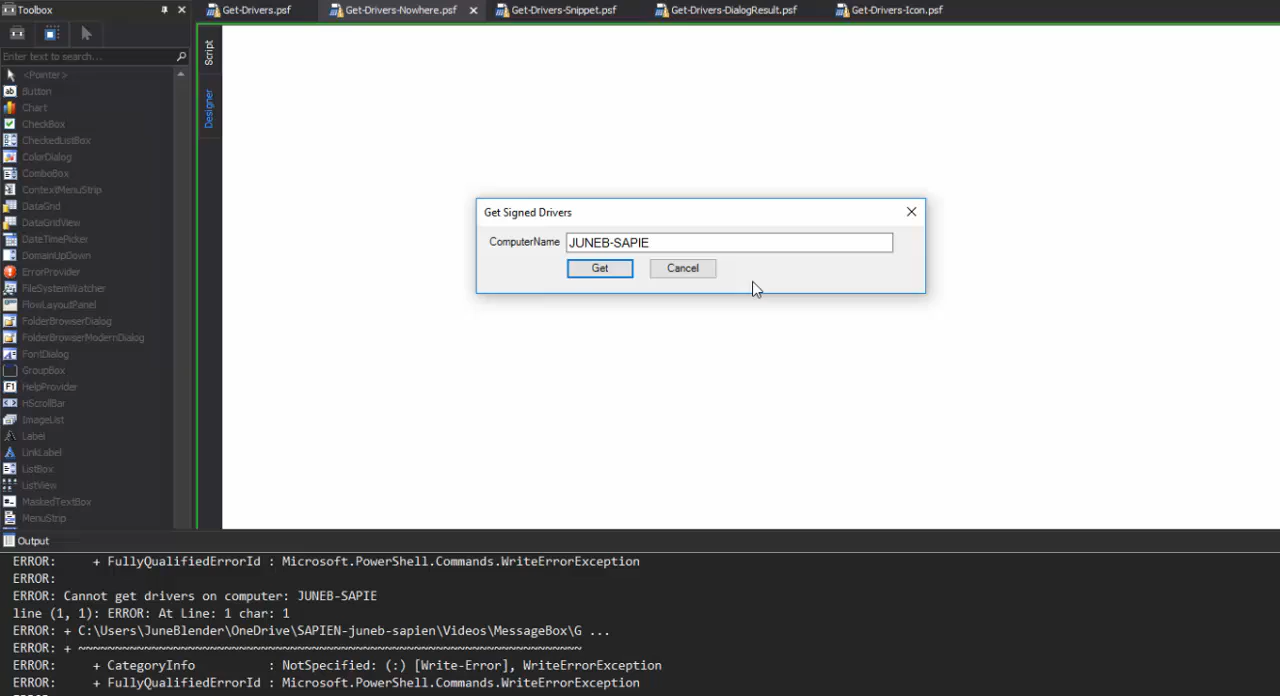 Toolbox
Get-Drivers.psf
Get-Drivers-Nowhere.psf
Get-Drivers-Snippet.psf
Get-Drivers-DialogResult.psf
Get-Drivers-Icon.psf
Enter text to search...
<Pointer>
Button
Chart
CheckBox
CheckedListBox
ColorDialog
ComboBox
ContextMenuStrip
DataGrid
DataGridView
DateTimePicker
DomainUpDown
ErrorProvider
FileSystemWatcher
FlowLayoutPanel
FolderBrowserDialog
FolderBrowserModernDialog
FontDialog
GroupBox
HelpProvider
HScrollBar
ImageList
Label
LinkLabel
ListBox
ListView
MaskedTextBox
MenuStrip
Script
Designer
Get Signed Drivers
ComputerName JUNEB-SAPIE
Get Cancel
Output
ERROR: + FullyQualifiedErrorId : Microsoft.PowerShell.Commands.WriteErrorException
ERROR:
ERROR: Cannot get drivers on computer: JUNEB-SAPIE
line (1, 1): ERROR: At Line: 1 char: 1
ERROR: + C:\Users\JuneBlender\OneDrive\SAPIEN-juneb-sapien\Videos\MessageBox\G ...
ERROR: + ~~~~~~~~~~~~~~~~~~~~~~~~~~~~~~~~~~~~~~~~~~~~~~~~~~~~~~~~~~~~~~~~~~~~~
ERROR: + CategoryInfo : NotSpecified: (:) [Write-Error], WriteErrorException
ERROR: + FullyQualifiedErrorId : Microsoft.PowerShell.Commands.WriteErrorException